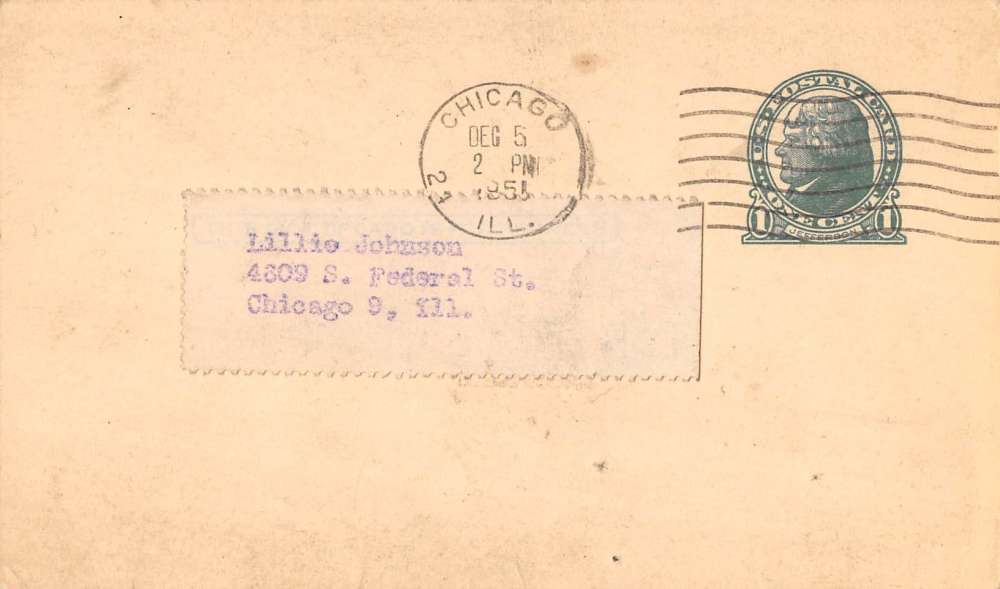 CHICAGO
DEC 5
2 PM
1951
21
ILL.
U.S. POSTAL CARD
ONE CENT
1 1
JEFFERSON
Lillie Johnson
4609 S. Federal St.
Chicago 9, Ill.